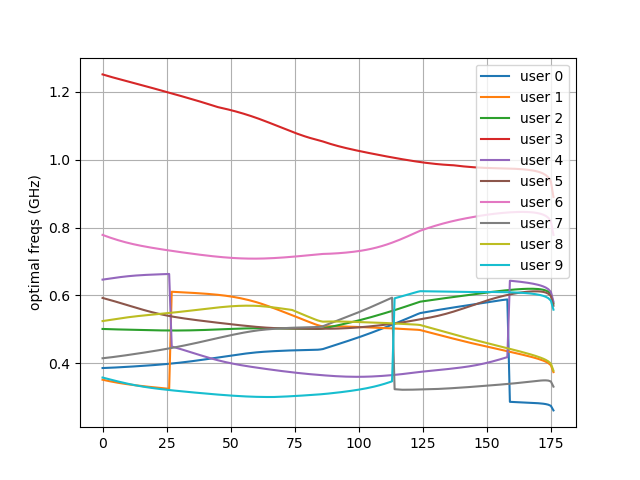 optimal freqs (GHz)
1.2
1.0
0.8
0.6
0.4
0
25
50
75
100
125
150
175
user 0
user 1
user 2
user 3
user 4
user 5
user 6
user 7
user 8
user 9